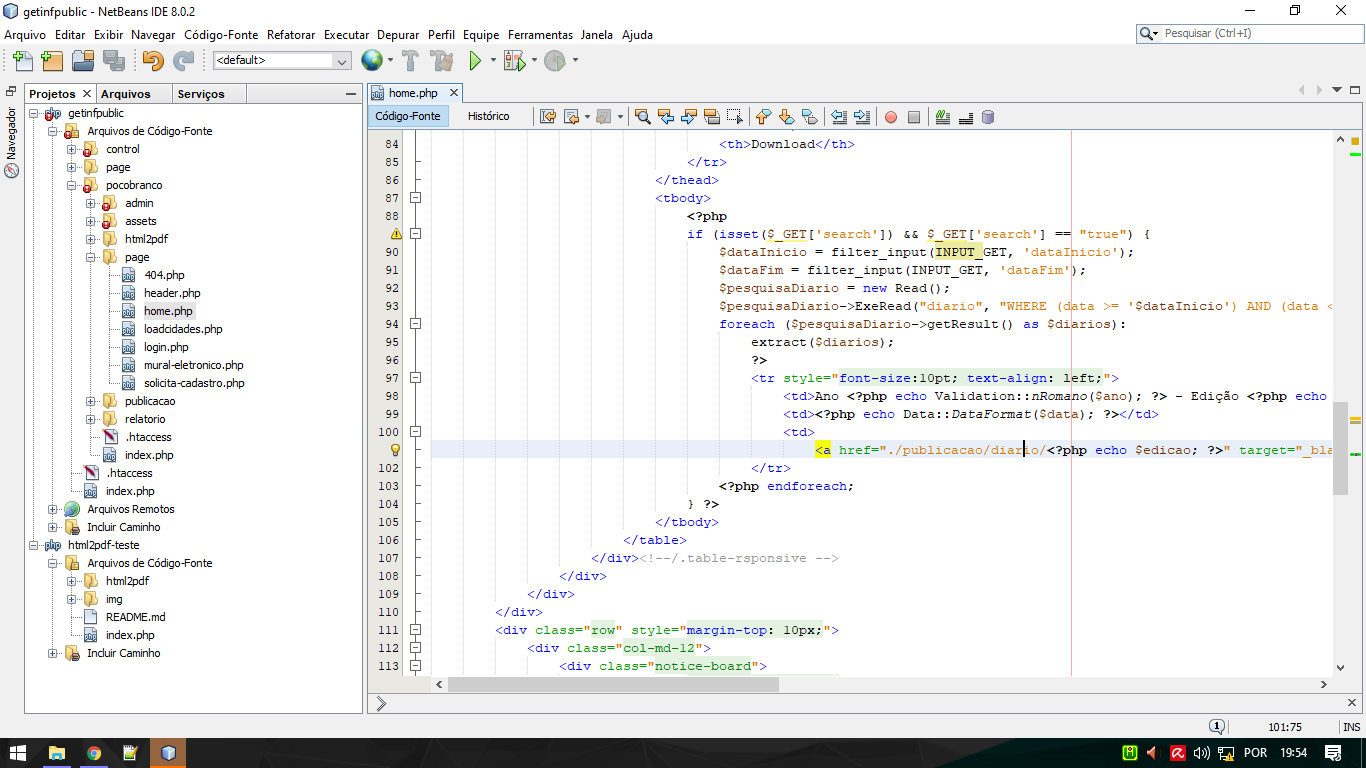 getinfpublic - NetBeans IDE 8.0.2
Arquivo Editar Exibir Navegar Código-Fonte Refatorar Executar Depurar Perfil Equipe Ferramentas Janela Ajuda
Pesquisar (Ctrl+I)
<default>
Navegador
Projetos Arquivos Serviços
getinfpublic
Arquivos de Código-Fonte
control
page
pocobranco
admin
assets
html2pdf
page
404.php
header.php
home.php
loadcidades.php
login.php
mural-eletronico.php
solicita-cadastro.php
publicacao
relatorio
.htaccess
index.php
.htaccess
index.php
Arquivos Remotos
Incluir Caminho
html2pdf-teste
Arquivos de Código-Fonte
html2pdf
img
README.md
index.php
Incluir Caminho
home.php
Código-Fonte Histórico
84 <th>Download</th>
85 </tr>
86 </thead>
87 <tbody>
88 <?php
if (isset($_GET['search']) && $_GET['search'] == "true") {
90 $dataInicio = filter_input(INPUT_GET, 'dataInicio');
91 $dataFim = filter_input(INPUT_GET, 'dataFim');
92 $pesquisaDiario = new Read();
93 $pesquisaDiario->ExeRead("diario", "WHERE (data >= '$dataInicio') AND (data <
94 foreach ($pesquisaDiario->getResult() as $diarios):
95 extract($diarios);
96 ?>
97 <tr style="font-size:10pt; text-align: left;">
98 <td>Ano <?php echo Validation::nRomano($ano); ?> - Edição <?php echo
99 <td><?php echo Data::DataFormat($data); ?></td>
100 <td>
<a href="./publicacao/diario/<?php echo $edicao; ?>" target="_bla
102 </tr>
103 <?php endforeach;
104 } ?>
105 </tbody>
106 </table>
107 </div><!--/.table-rsponsive -->
108 </div>
109 </div>
110 </div>
111 <div class="row" style="margin-top: 10px;">
112 <div class="col-md-12">
113 <div class="notice-board">
1 101:75 INS
POR 19:54